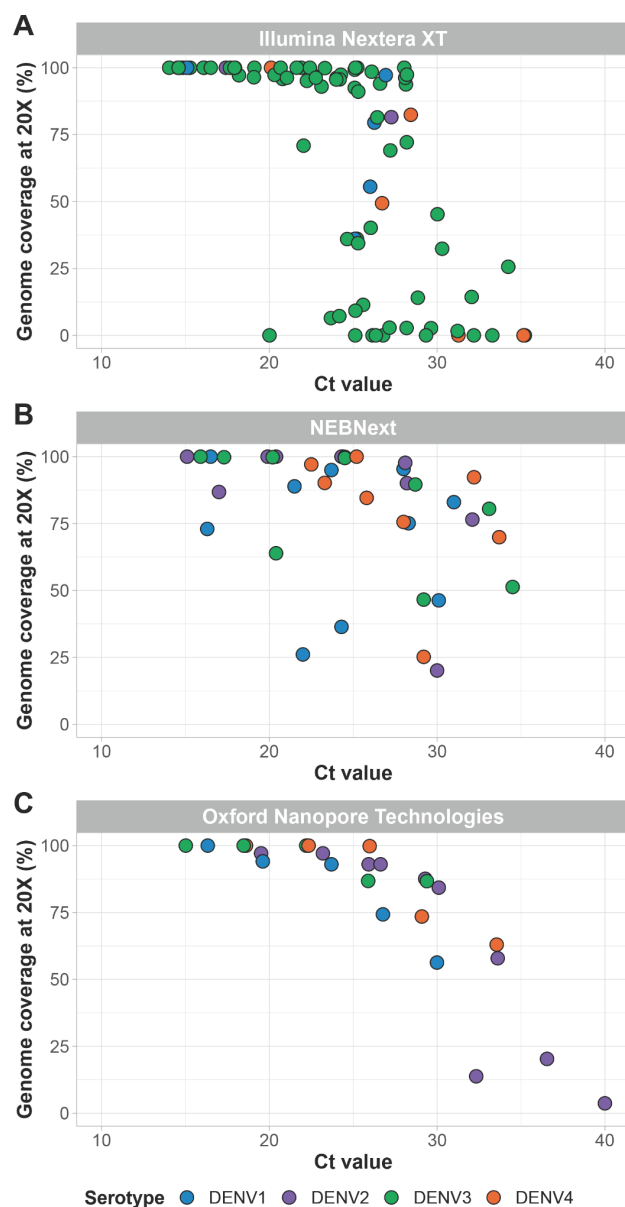 A
Illumina Nextera XT
Genome coverage at 20X (%)
100
75
50
25
0
10 20 30 40
Ct value
B
NEBNext
Genome coverage at 20X (%)
100
75
50
25
0
10 20 30 40
Ct value
C
Oxford Nanopore Technologies
Genome coverage at 20X (%)
100
75
50
25
0
10 20 30 40
Ct value
Serotype DENV1 DENV2 DENV3 DENV4